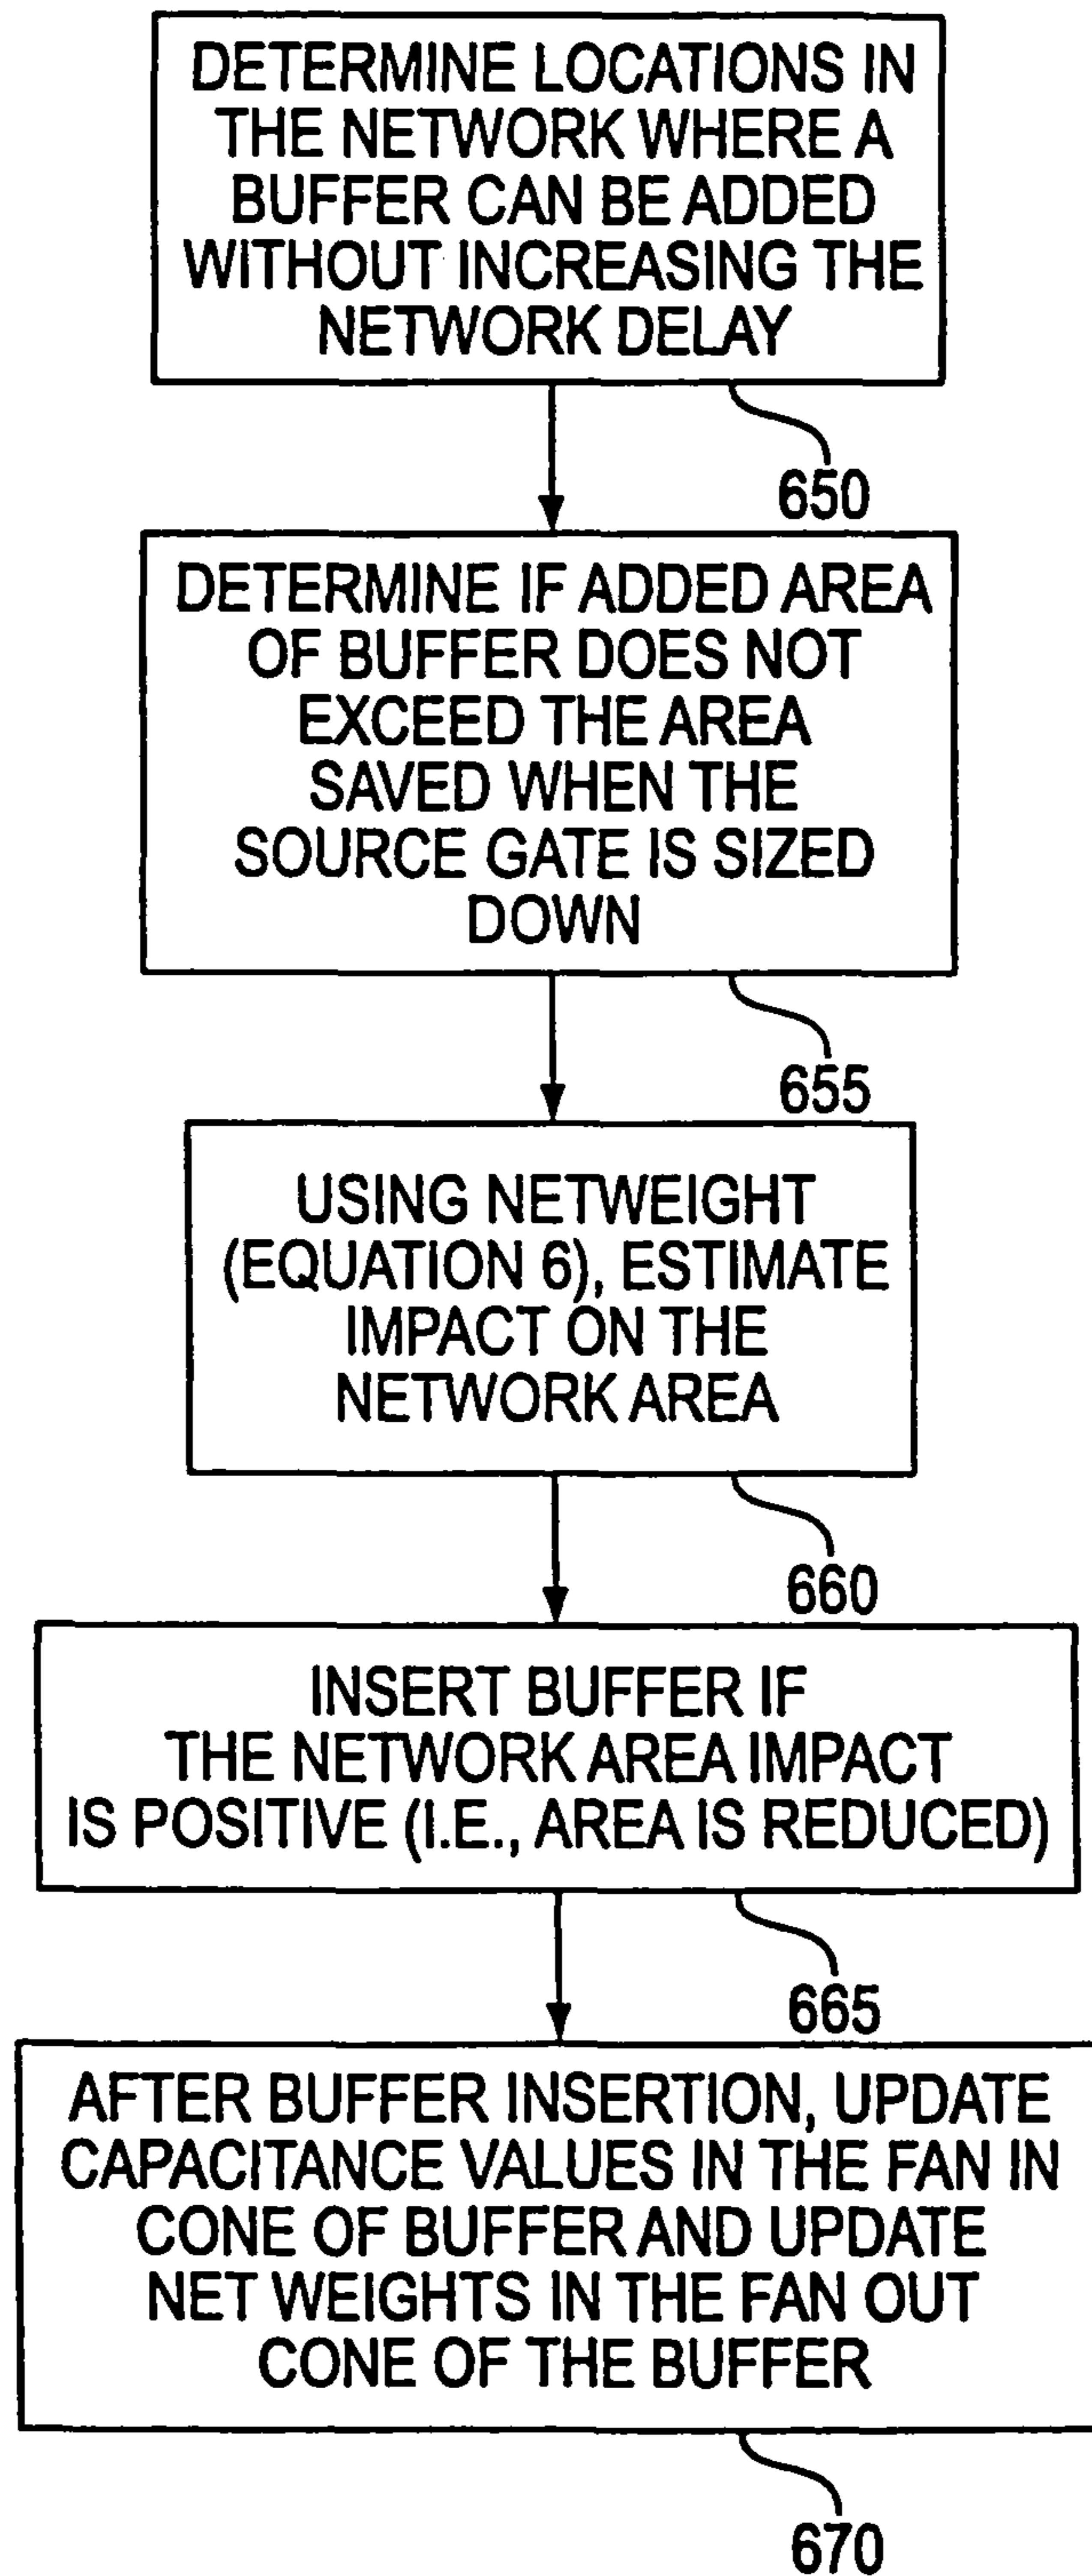 DETERMINE LOCATIONS IN
THE NETWORK WHERE A
BUFFER CAN BE ADDED
WITHOUT INCREASING THE
NETWORK DELAY
650
DETERMINE IF ADDED AREA
OF BUFFER DOES NOT
EXCEED THE AREA
SAVED WHEN THE
SOURCE GATE IS SIZED
DOWN
655
USING NETWEIGHT
(EQUATION 6), ESTIMATE
IMPACT ON THE
NETWORK AREA
660
INSERT BUFFER IF
THE NETWORK AREA IMPACT
IS POSITIVE (I.E., AREA IS REDUCED)
665
AFTER BUFFER INSERTION, UPDATE
CAPACITANCE VALUES IN THE FAN IN
CONE OF BUFFER AND UPDATE
NET WEIGHTS IN THE FAN OUT
CONE OF THE BUFFER
670